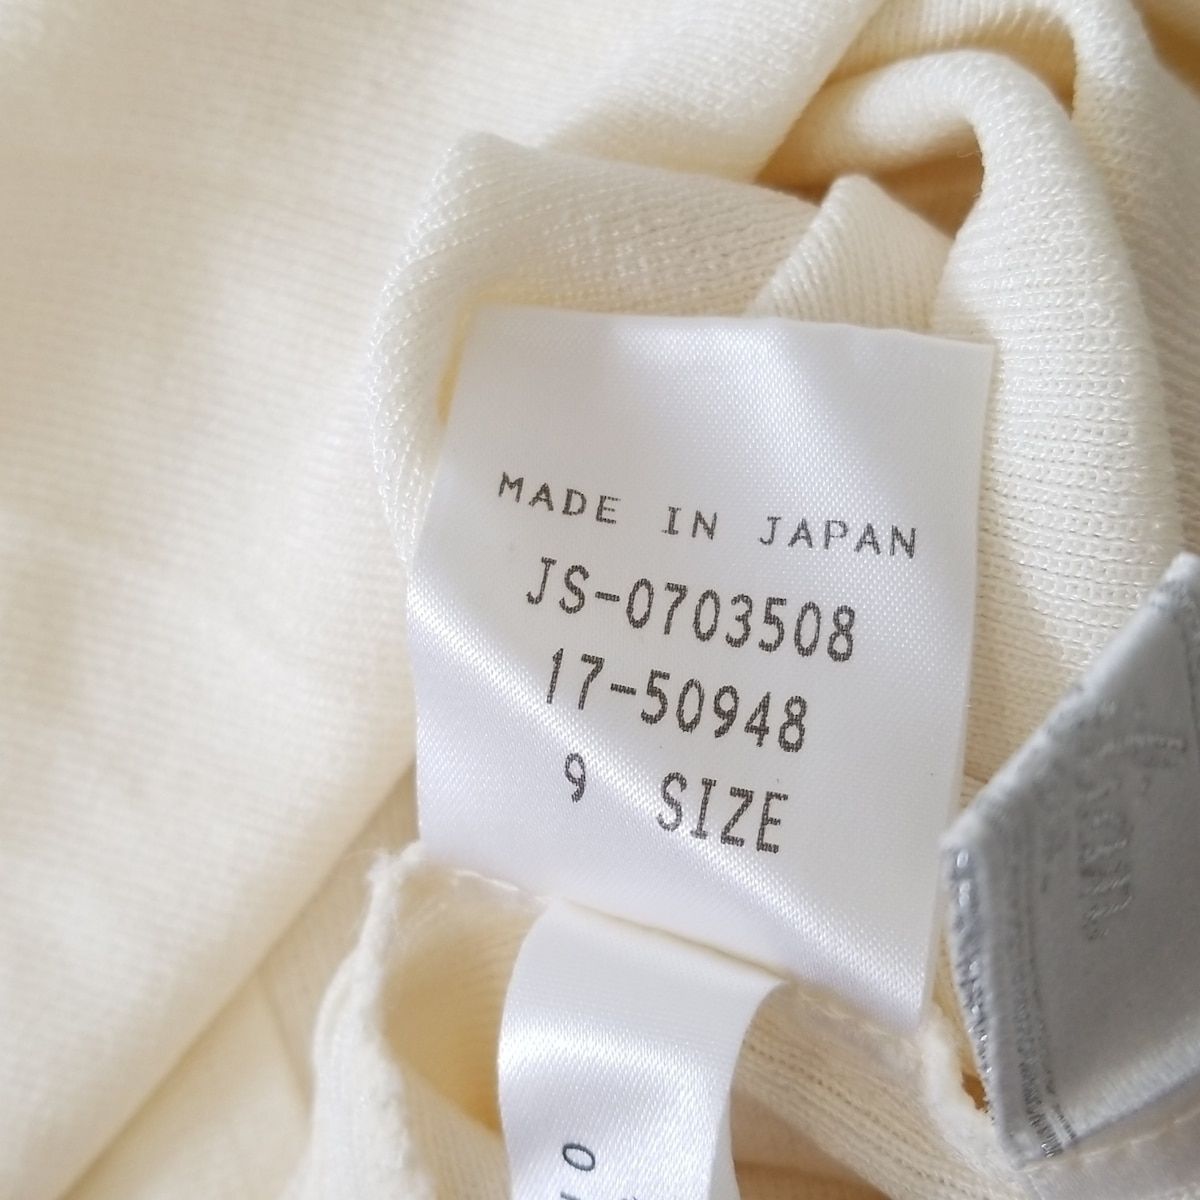 MADE IN JAPAN
JS-0703508
17-50948
9 SIZE